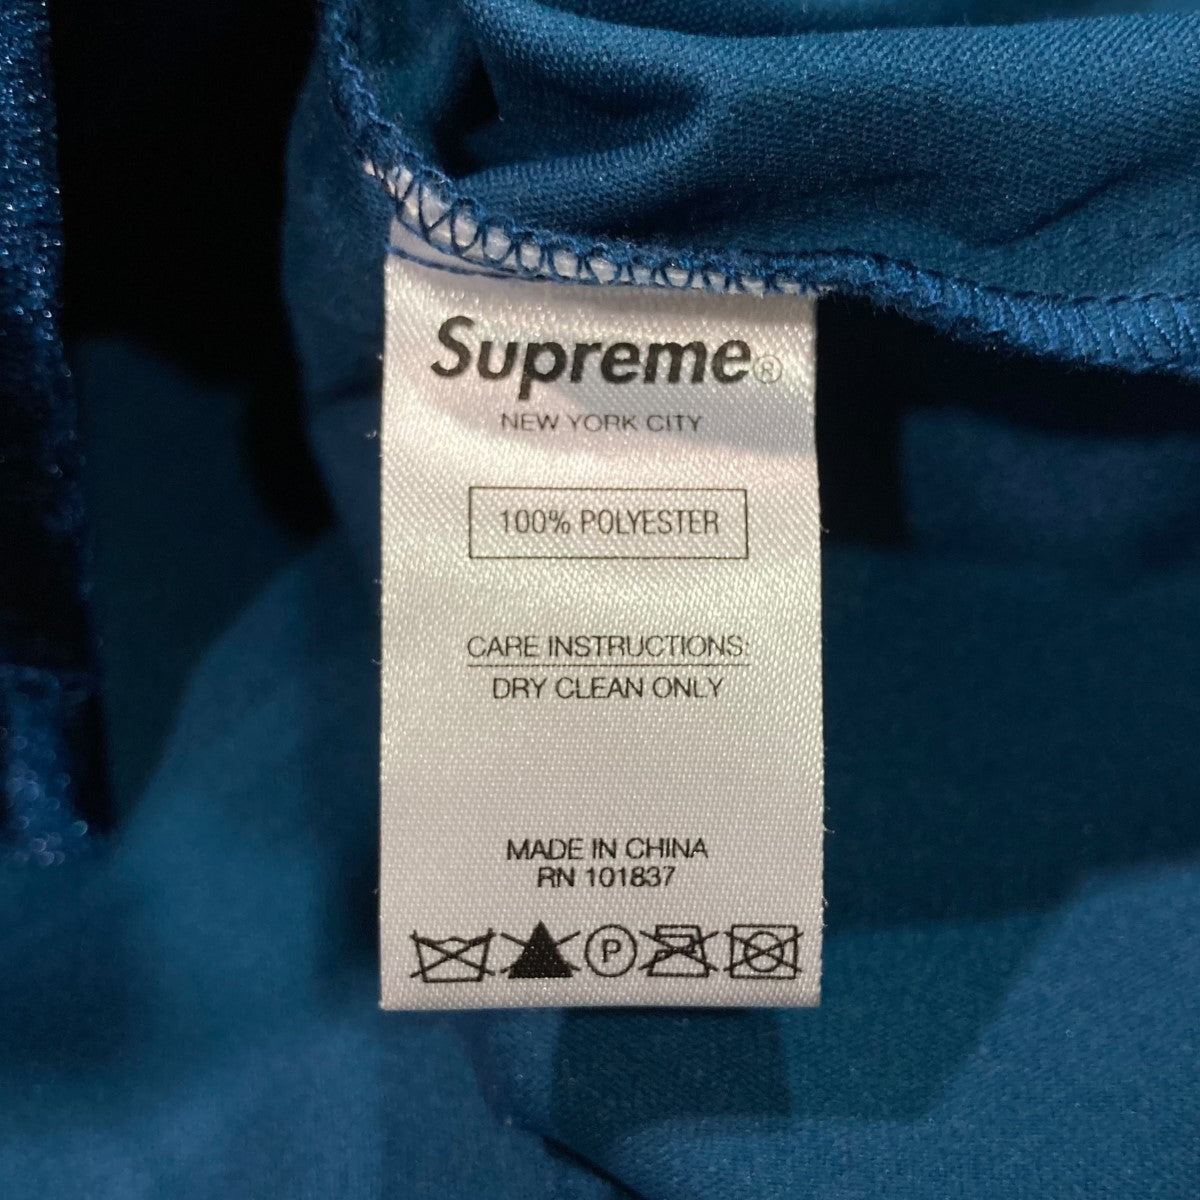 Supreme®
NEW YORK CITY
100% POLYESTER
CARE INSTRUCTIONS:
DRY CLEAN ONLY
MADE IN CHINA
RN 101837
P